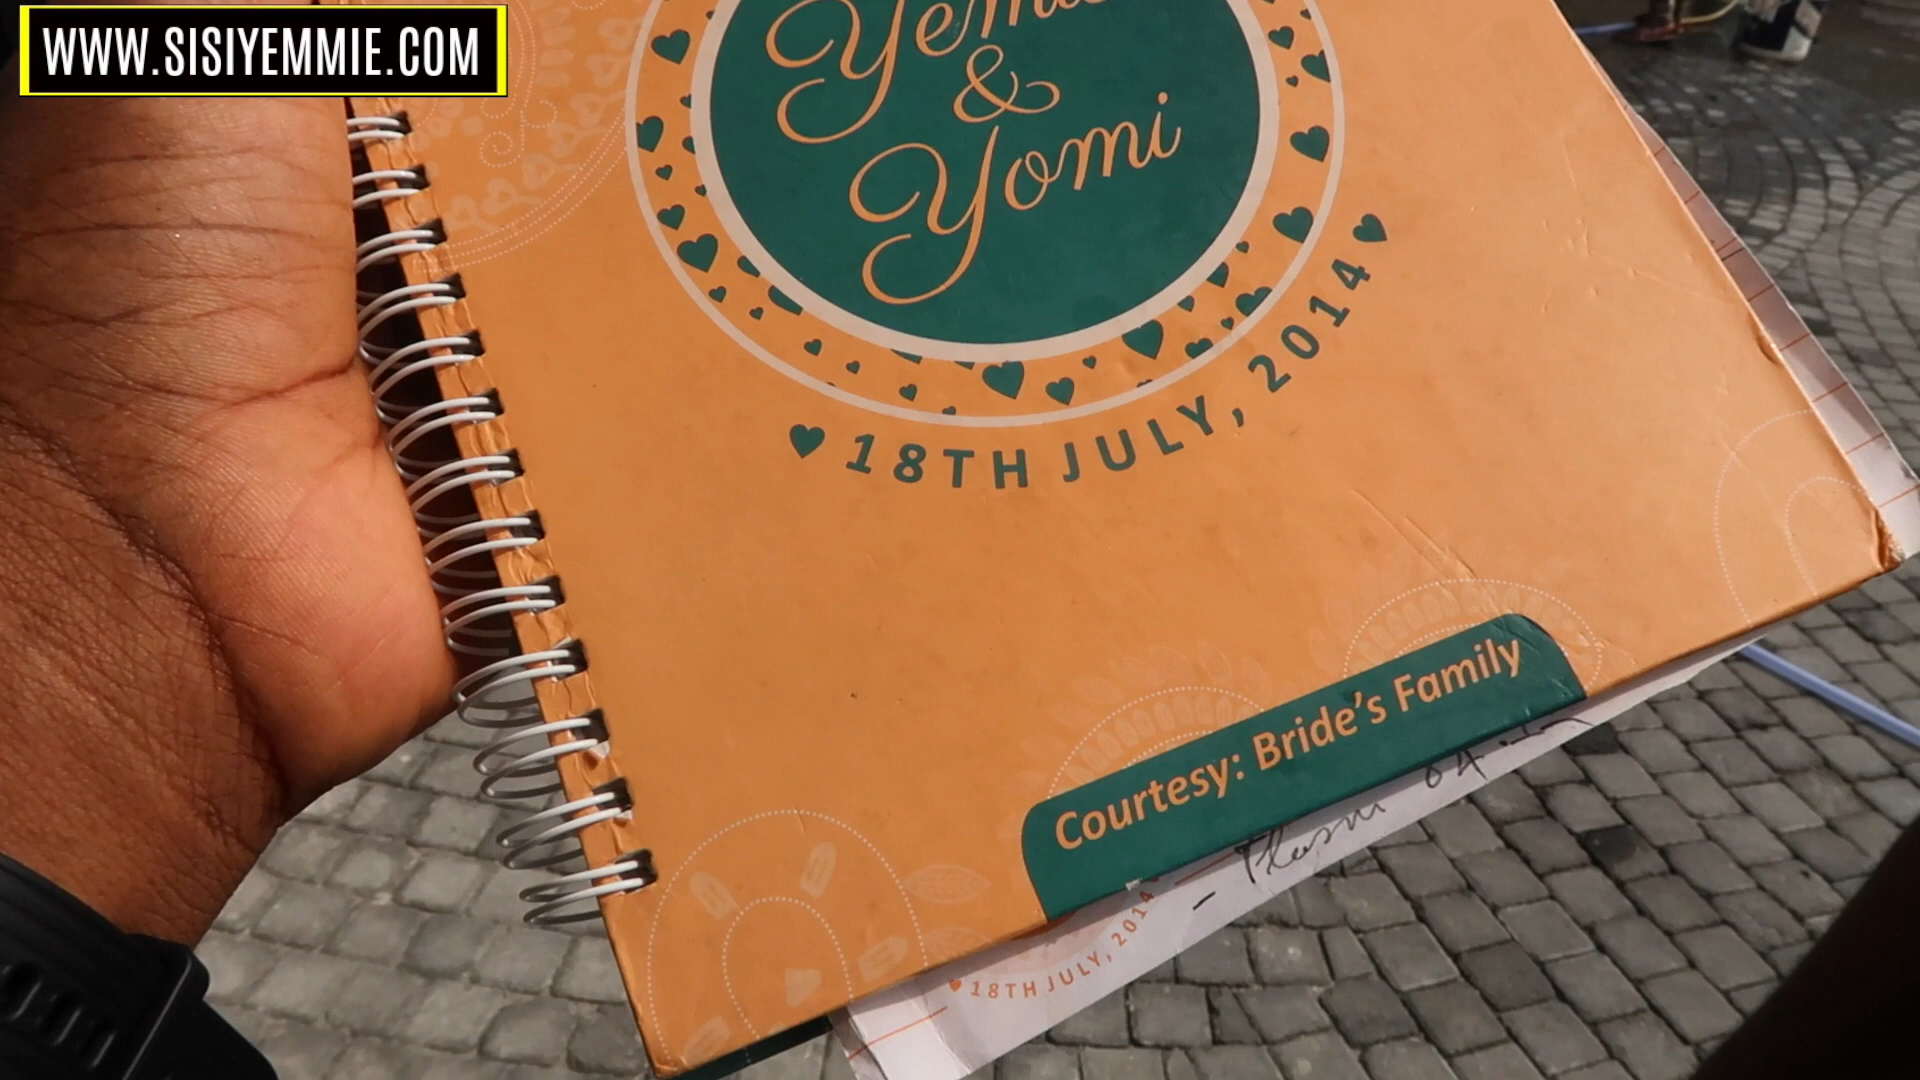 WWW.SISIYEMMIE.COM
&
Yomi
18TH JULY, 2014
Courtesy: Bride's Family
18TH JULY, 2014